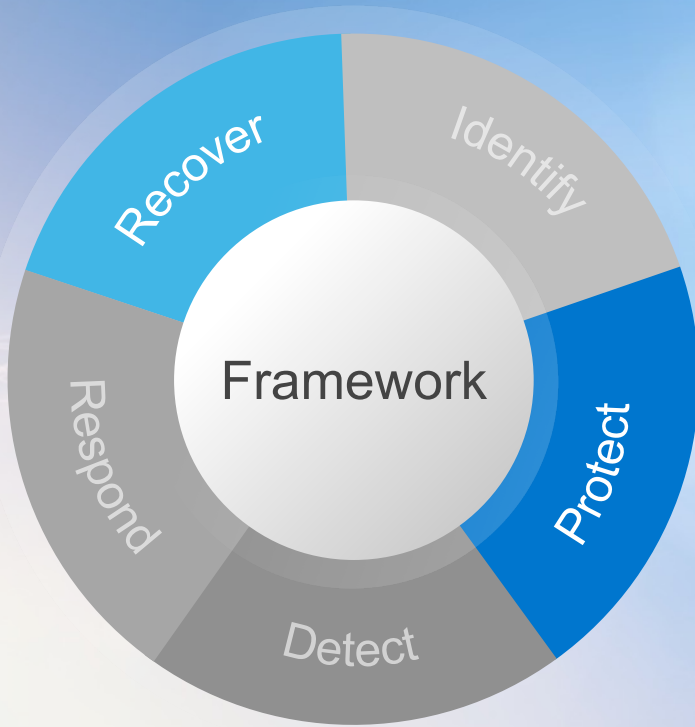 Recover
Identify
Framework
Respond
Protect
Detect